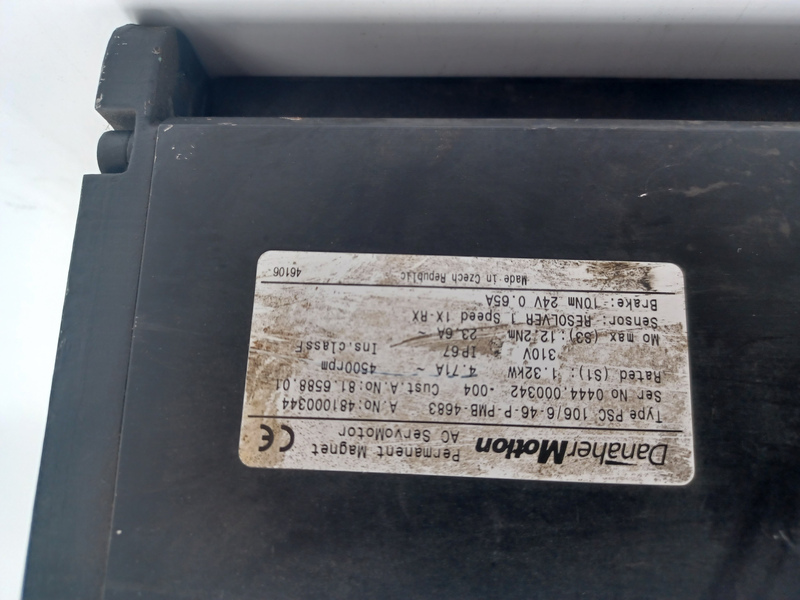 Danaher Motion
Permanent Magnet
AC ServoMotor
CE
Type PSC 106/6-46-P-PMB-4683 A.No:481000344
Ser No 0444.000342 -004 Cust.A.No:81.6588.01
Rated (S1): 1.32kW 4.71A ~ 4500rpm
310V IP67 Ins.classF
Mo max (S3):12.2Nm 23.6A ~
Sensor: RESOLVER 1 Speed 1X-RX
Brake: 10Nm 24V 0.65A
Made in Czech Republic 46106